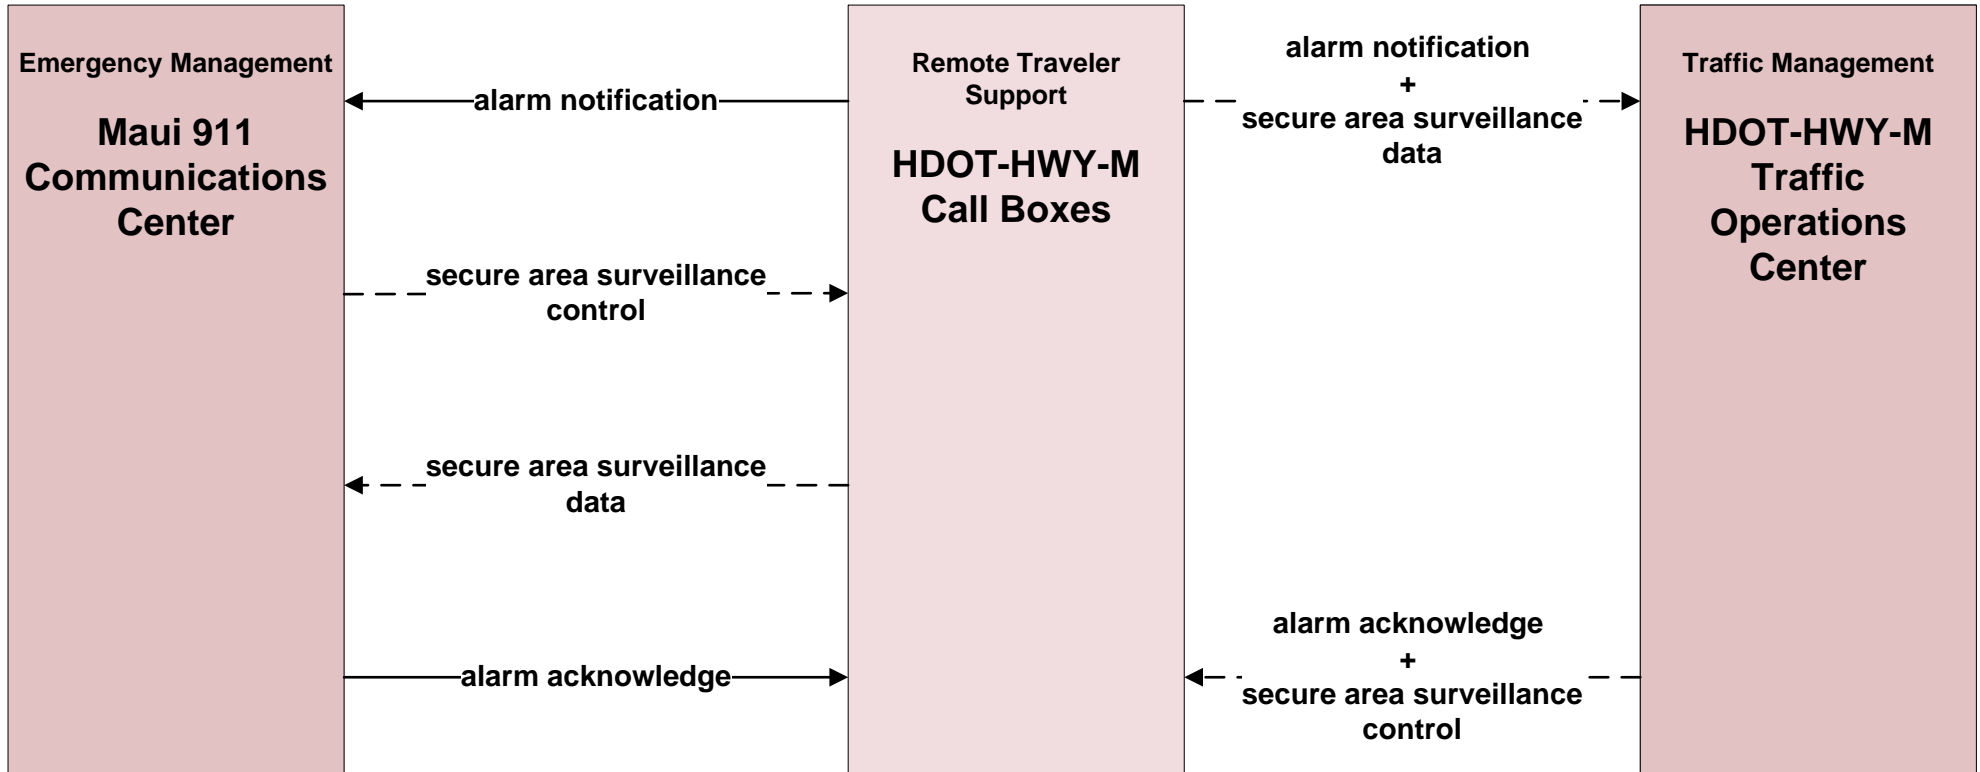 Emergency Management
Maui 911
Communications
Center
alarm notification
secure area surveillance
control
secure area surveillance
data
alarm acknowledge
Remote Traveler
Support
HDOT-HWY-M
Call Boxes
alarm notification
+
secure area surveillance
data
alarm acknowledge
+
secure area surveillance
control
Traffic Management
HDOT-HWY-M
Traffic
Operations
Center